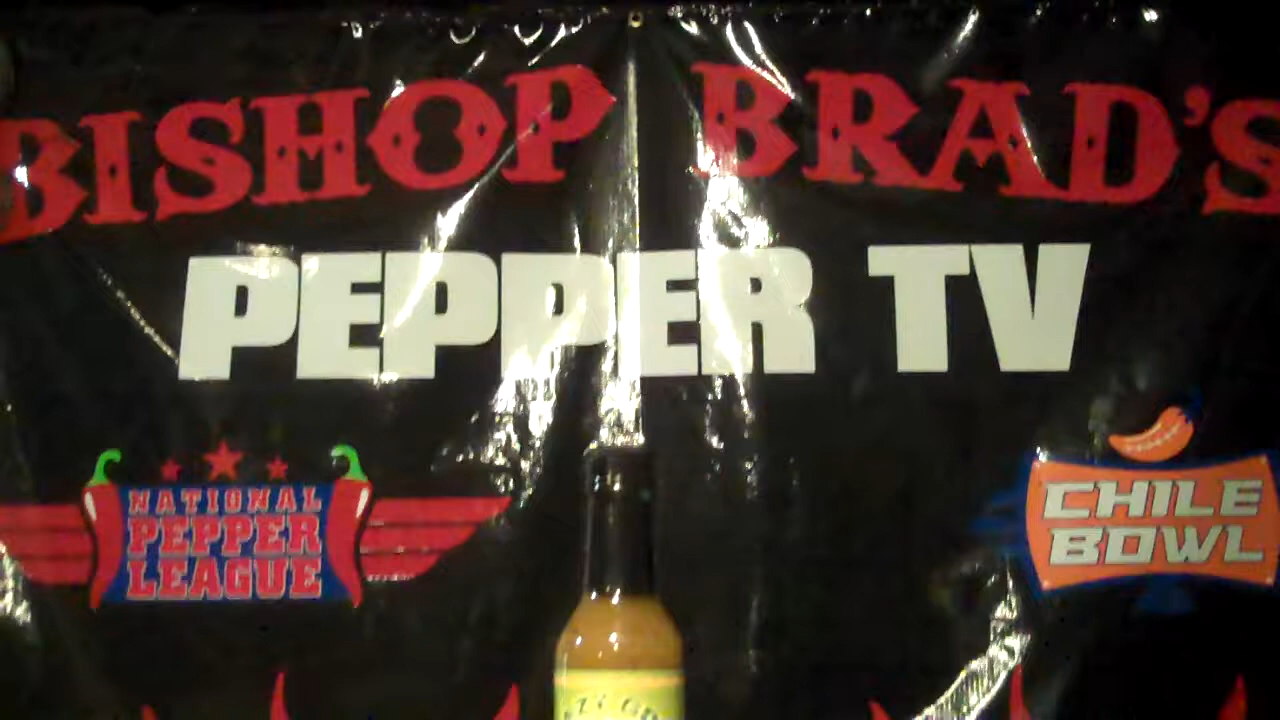 BISHOP BRAD'S
PEPPER TV
NATIONAL
PEPPER
LEAGUE
CHILE
BOWL